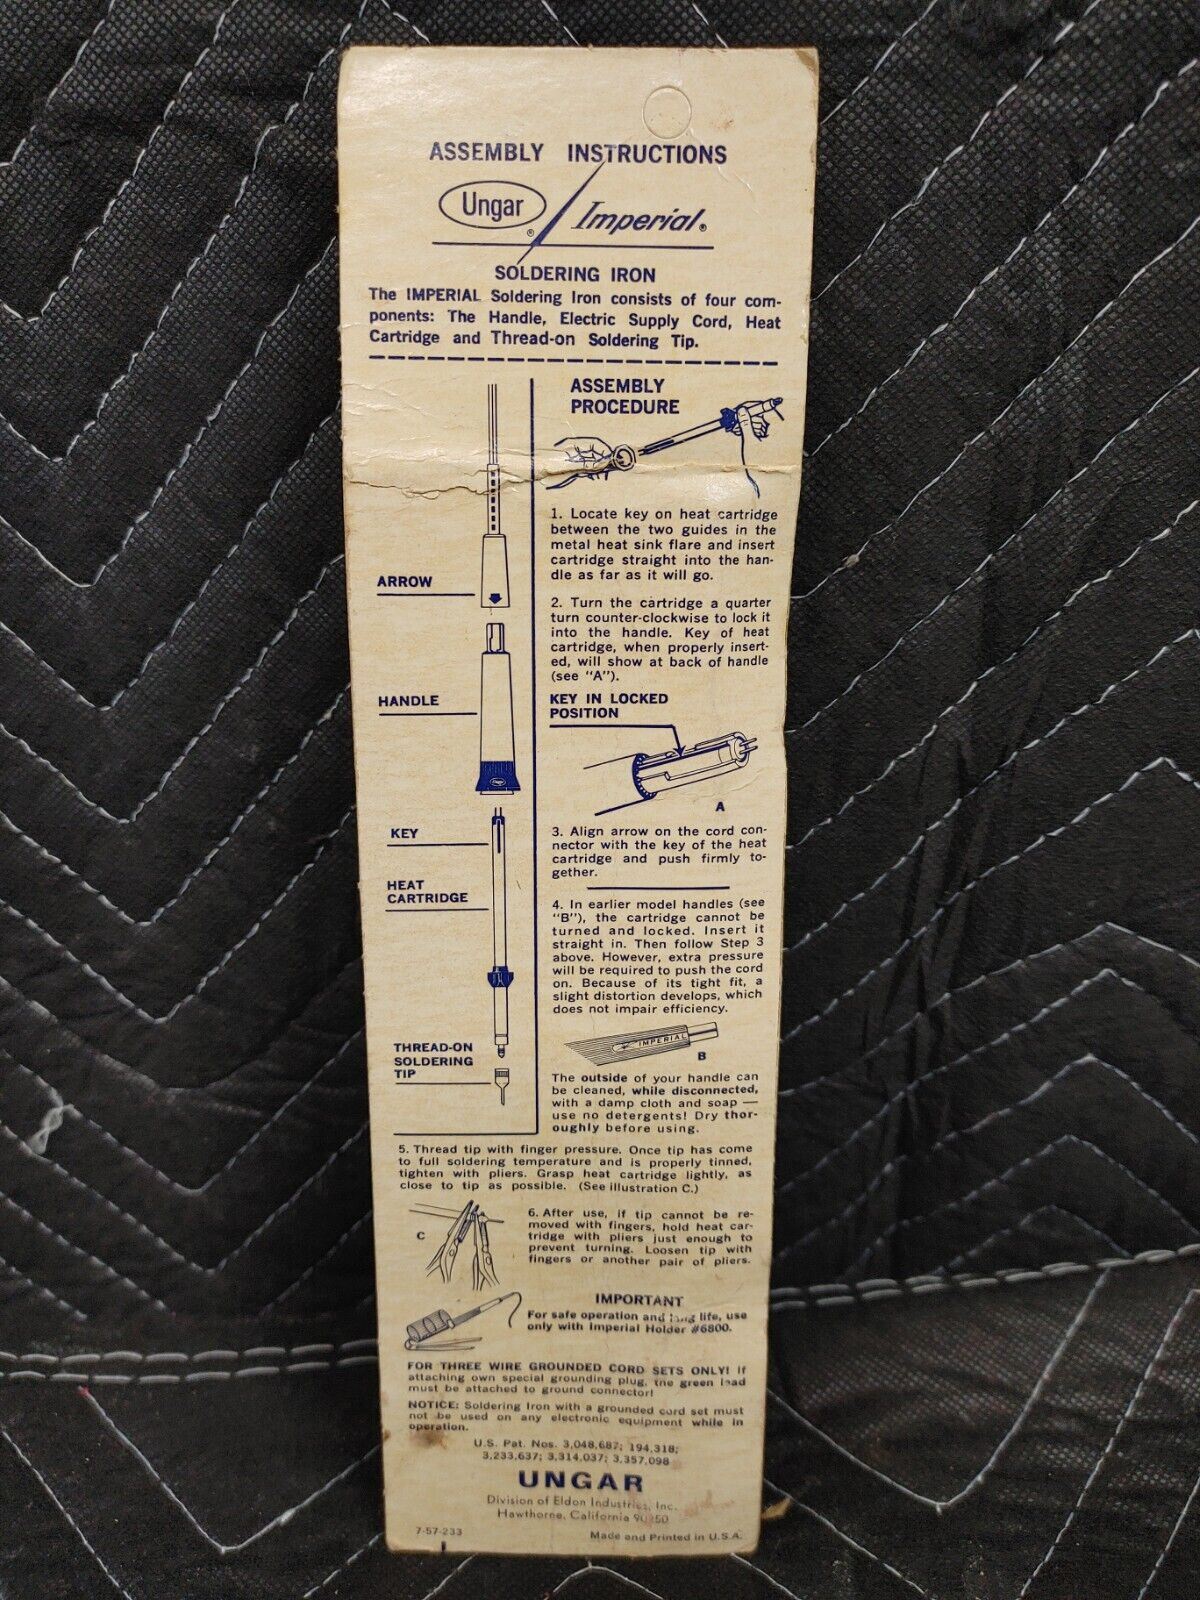 ASSEMBLY INSTRUCTIONS
Ungar ® Imperial®
SOLDERING IRON
The IMPERIAL Soldering Iron consists of four com-
ponents: The Handle, Electric Supply Cord, Heat
Cartridge and Thread-on Soldering Tip.
ARROW
HANDLE
Ungar
KEY
HEAT
CARTRIDGE
THREAD-ON
SOLDERING
TIP
ASSEMBLY
PROCEDURE
1. Locate key on heat cartridge
between the two guides in the
metal heat sink flare and insert
cartridge straight into the han-
dle as far as it will go.
2. Turn the cartridge a quarter
turn counter-clockwise to lock it
into the handle. Key of heat
cartridge, when properly insert-
ed, will show at back of handle
(see "A").
KEY IN LOCKED
POSITION
A
3. Align arrow on the cord con-
nector with the key of the heat
cartridge and push firmly to-
gether.
4. In earlier model handles (see
"B"), the cartridge cannot be
turned and locked. Insert it
straight in. Then follow Step 3
above. However, extra pressure
will be required to push the cord
on. Because of its tight fit, a
slight distortion develops, which
does not impair efficiency.
IMPERIAL
B
The outside of your handle can
be cleaned, while disconnected,
with a damp cloth and soap —
use no detergents! Dry thor-
oughly before using.
5. Thread tip with finger pressure. Once tip has come
to full soldering temperature and is properly tinned,
tighten with pliers. Grasp heat cartridge lightly, as
close to tip as possible. (See illustration C.)
C
6. After use, if tip cannot be re-
moved with fingers, hold heat car-
tridge with pliers just enough to
prevent turning. Loosen tip with
fingers or another pair of pliers.
IMPORTANT
For safe operation and long life, use
only with Imperial Holder #6800.
FOR THREE WIRE GROUNDED CORD SETS ONLY! If
attaching own special grounding plug, the green lead
must be attached to ground connector!
NOTICE: Soldering Iron with a grounded cord set must
not be used on any electronic equipment while in
operation.
U.S. Pat. Nos. 3,048,687; 194,318;
3,233,637; 3,314,037; 3,357,098
UNGAR
Division of Eldon Industries, Inc.
Hawthorne, California 90250
7-57-233 Made and Printed in U.S.A.